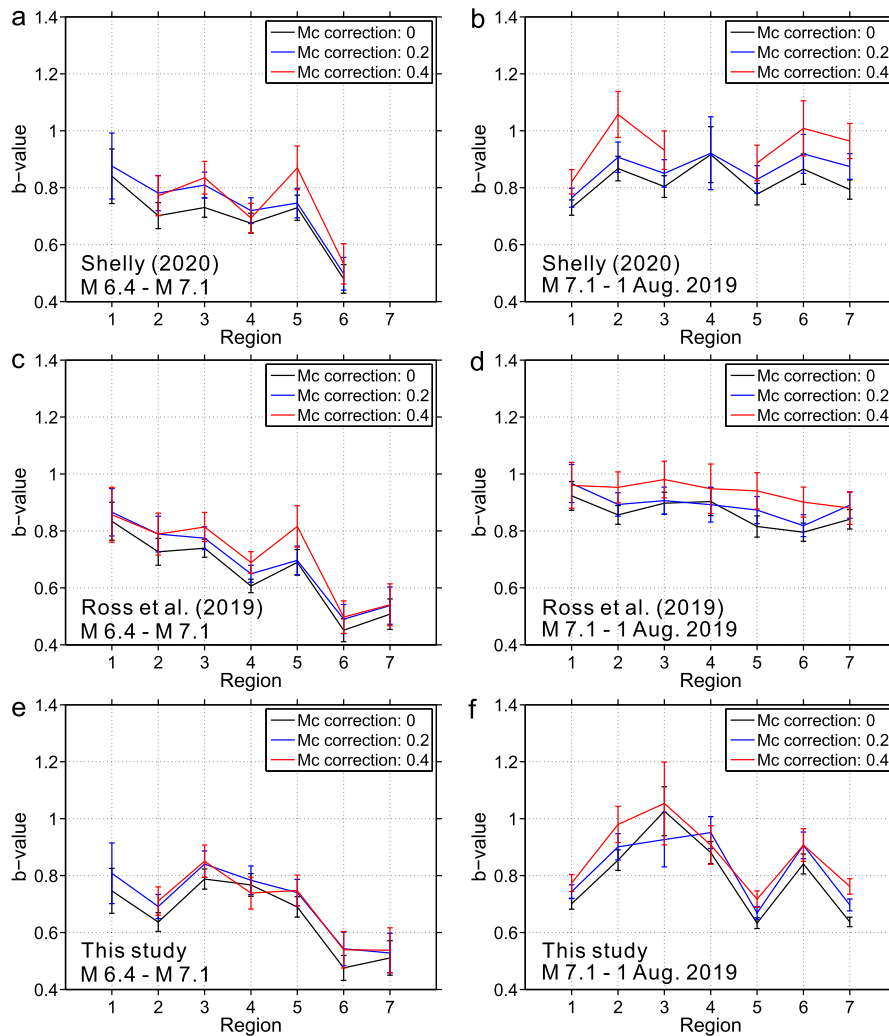 a
Mc correction: 0
Mc correction: 0.2
Mc correction: 0.4
1.4
1.2
1
0.8
0.6
0.4
b-value
Shelly (2020)
M 6.4 - M 7.1
1 2 3 4 5 6 7
Region
b
Mc correction: 0
Mc correction: 0.2
Mc correction: 0.4
1.4
1.2
1
0.8
0.6
0.4
b-value
Shelly (2020)
M 7.1 - 1 Aug. 2019
1 2 3 4 5 6 7
Region
c
Mc correction: 0
Mc correction: 0.2
Mc correction: 0.4
1.4
1.2
1
0.8
0.6
0.4
b-value
Ross et al. (2019)
M 6.4 - M 7.1
1 2 3 4 5 6 7
Region
d
Mc correction: 0
Mc correction: 0.2
Mc correction: 0.4
1.4
1.2
1
0.8
0.6
0.4
b-value
Ross et al. (2019)
M 7.1 - 1 Aug. 2019
1 2 3 4 5 6 7
Region
e
Mc correction: 0
Mc correction: 0.2
Mc correction: 0.4
1.4
1.2
1
0.8
0.6
0.4
b-value
This study
M 6.4 - M 7.1
1 2 3 4 5 6 7
Region
f
Mc correction: 0
Mc correction: 0.2
Mc correction: 0.4
1.4
1.2
1
0.8
0.6
0.4
b-value
This study
M 7.1 - 1 Aug. 2019
1 2 3 4 5 6 7
Region